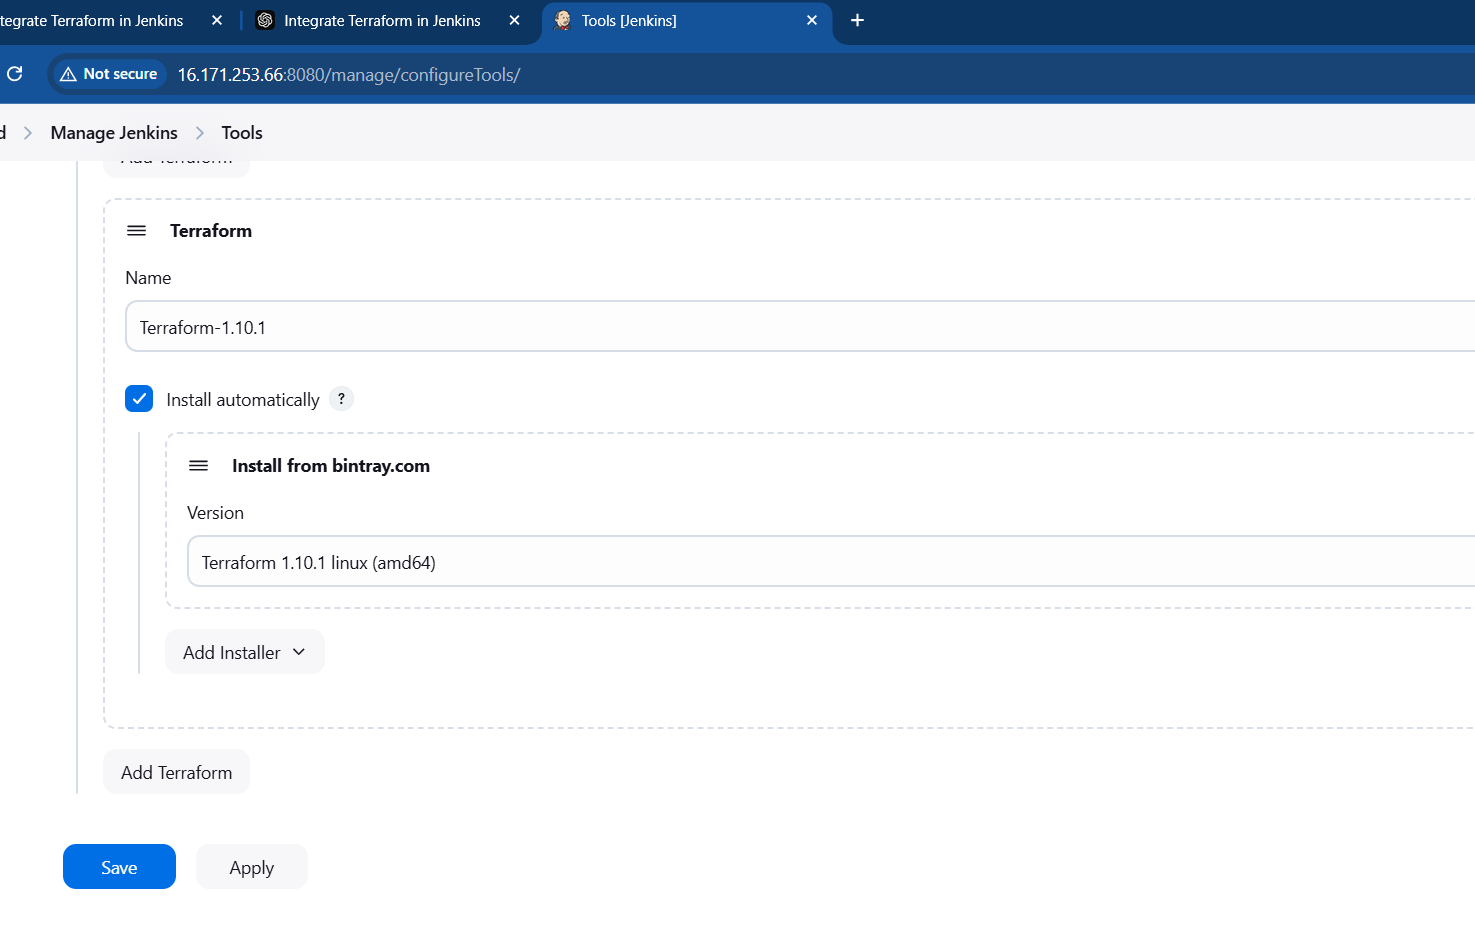 tegrate Terraform in Jenkins
Integrate Terraform in Jenkins
Tools [Jenkins]
Not secure
16.171.253.66:8080/manage/configureTools/
d
Manage Jenkins
Tools
Add Terraform
Terraform
Name
Terraform-1.10.1
Install automatically ?
Install from bintray.com
Version
Terraform 1.10.1 linux (amd64)
Add Installer
Add Terraform
Save
Apply